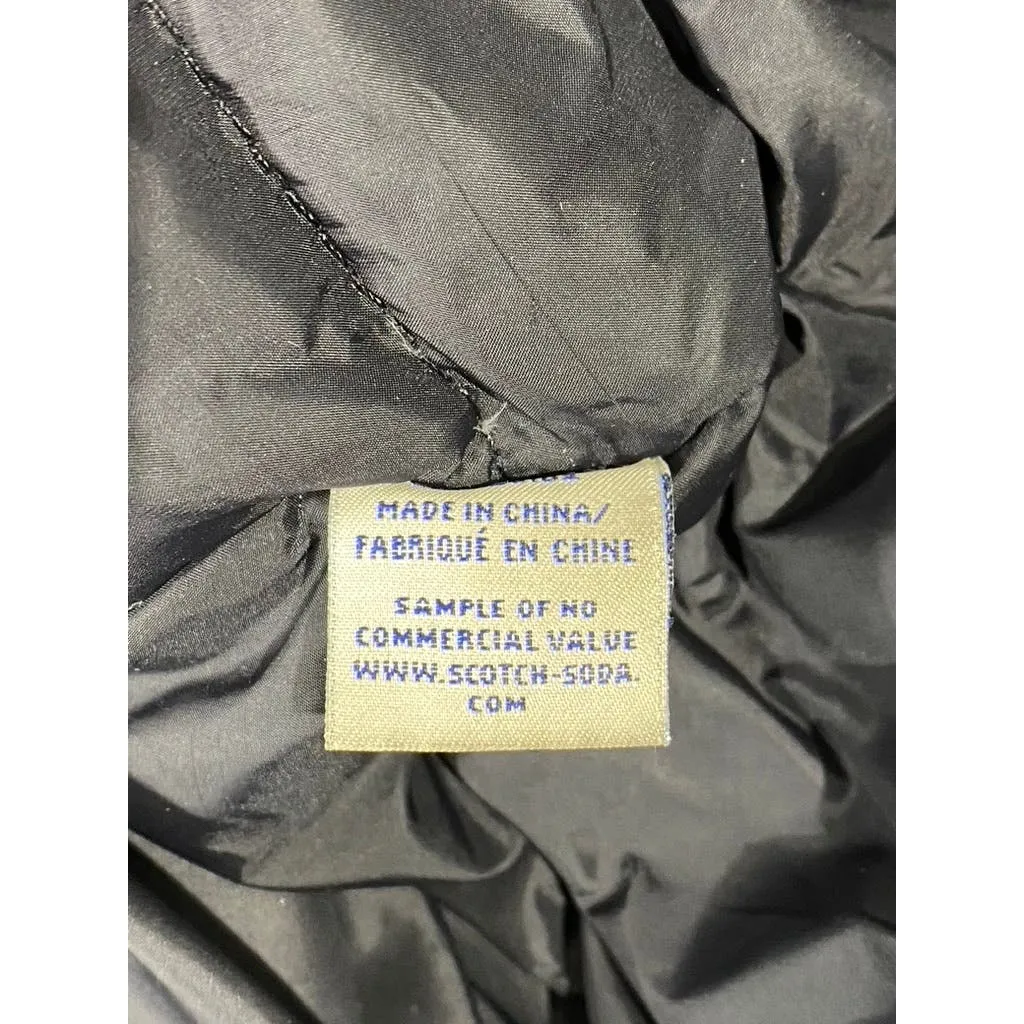 MADE IN CHINA/
FABRIQUÉ EN CHINE
SAMPLE OF NO
COMMERCIAL VALUE
WWW.SCOTCH-SODA.
COM